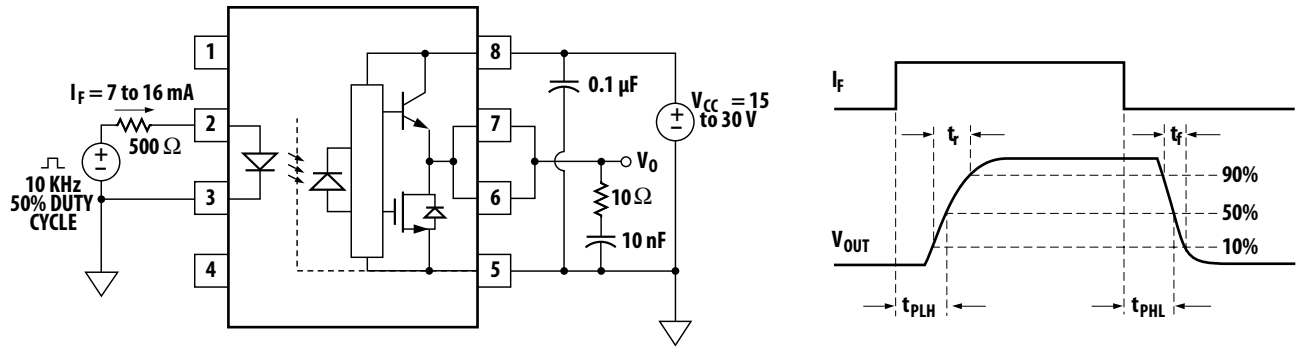 1
2
3
4
8
7
6
5
I_F = 7 to 16 mA
500 Ω
+
–
10 KHz
50% DUTY
CYCLE
0.1 µF
V_CC = 15
to 30 V
+
–
V_O
10 Ω
10 nF
I_F
t_r
t_f
90%
50%
10%
V_OUT
t_PLH
t_PHL